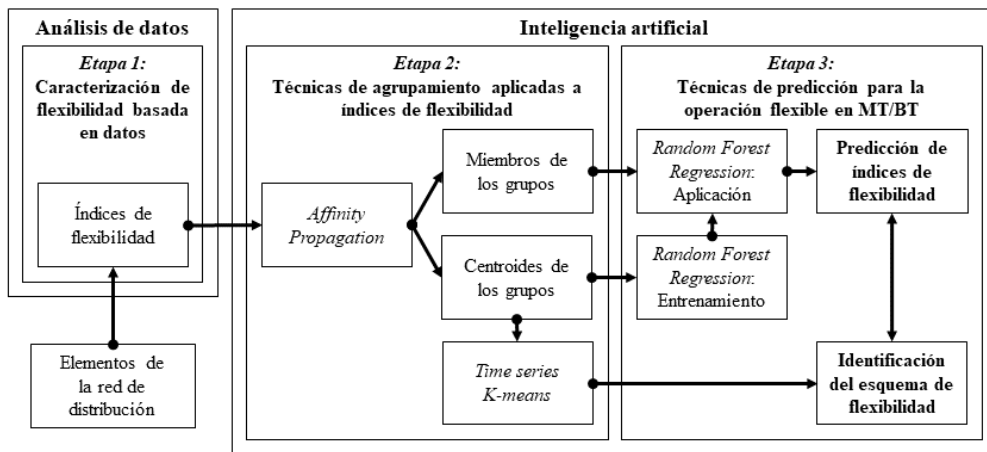 Análisis de datos
Etapa 1:
Caracterización de
flexibilidad basada
en datos
Índices de
flexibilidad
Elementos de
la red de
distribución
Inteligencia artificial
Etapa 2:
Técnicas de agrupamiento aplicadas a
índices de flexibilidad
Affinity
Propagation
Miembros de
los grupos
Centroides de
los grupos
Time series
K-means
Etapa 3:
Técnicas de predicción para la
operación flexible en MT/BT
Random Forest
Regression:
Aplicación
Random Forest
Regression:
Entrenamiento
Predicción de
índices de
flexibilidad
Identificación
del esquema de
flexibilidad